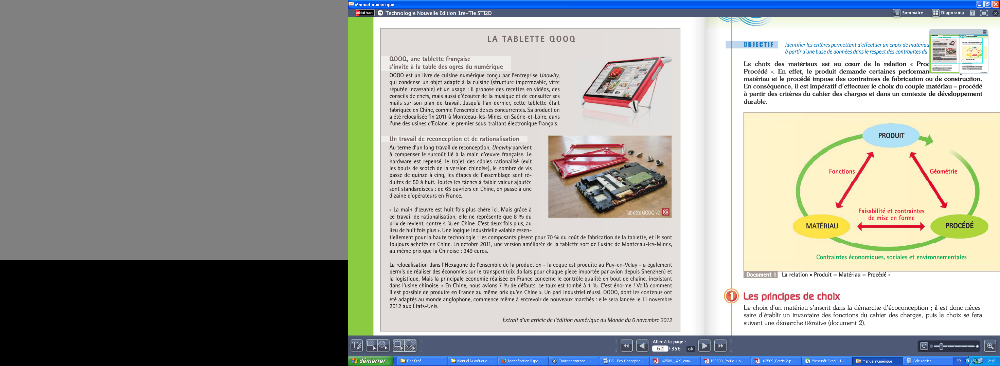 Manuel numérique
Nathan
Technologie Nouvelle Edition 1re-Tle STI2D
Sommaire
Diaporama
?
LA TABLETTE QOOQ
QOOQ, une tablette française
s'invite à la table des ogres du numérique
QOOQ est un livre de cuisine numérique conçu par l'entreprise Unowhy,
qui condense un objet adapté à la cuisine (structure imperméable, vitre
réputée incassable) et un usage : il propose des recettes en vidéos, des
conseils de chefs, mais aussi d'écouter de la musique et de consulter ses
mails sur son plan de travail. Jusqu'à l'an dernier, cette tablette était
fabriquée en Chine, comme l'ensemble de ses concurrentes. Sa production
a été relocalisée fin 2011 à Montceau-les-Mines, en Saône-et-Loire, dans
l'une des usines d'Eolane, le premier sous-traitant électronique français.
Un travail de reconception et de rationalisation
Au terme d'un long travail de reconception, Unowhy parvient
à compenser le surcoût lié à la main d'œuvre française. Le
hardware est repensé, le trajet des câbles rationalisé (exit
les bouts de scotch de la version chinoise), le nombre de vis
passe de quinze à cinq, les étapes de l'assemblage sont ré-
duites de 50 à huit. Toutes les tâches à faible valeur ajoutée
sont standardisées : de 65 ouvriers en Chine, on passe à une
dizaine d'opérateurs en France.
« La main d'œuvre est huit fois plus chère ici. Mais grâce à
ce travail de rationalisation, elle ne représente que 8 % du
prix de revient, contre 4 % en Chine. C'est deux fois plus, au
lieu de huit fois plus ». Une logique industrielle valable essen-
tiellement pour la haute technologie : les composants pèsent pour 70 % du coût de fabrication de la tablette, et ils sont
toujours achetés en Chine. En octobre 2011, une version améliorée de la tablette sort de l'usine de Montceau-les-Mines,
au même prix que la Chinoise : 349 euros.
Tablette QOOQ v2
La relocalisation dans l'Hexagone de l'ensemble de la production - la coque est produite au Puy-en-Velay - a également
permis de réaliser des économies sur le transport (dix dollars pour chaque pièce importée par avion depuis Shenzhen) et
la logistique. Mais la principale économie réalisée en France concerne le contrôle qualité en bout de chaîne, inexistant
dans l'usine chinoise. « En Chine, nous avions 7 % de défauts, ce taux est tombé à 1 %. C'est énorme ! Voilà comment
il est possible de produire en France au même prix qu'en Chine ». Un pari industriel réussi. QOOQ, dont les contenus ont
été adaptés au monde anglophone, commence même à entrevoir de nouveaux marchés : elle sera lancée le 11 novembre
2012 aux États-Unis.
Extrait d'un article de l'édition numérique du Monde du 6 novembre 2012
OBJECTIF
Identifier les critères permettant d'effectuer un choix de matériau
à partir d'une base de données dans le respect des contraintes du
Le choix des matériaux est au cœur de la relation « Proc
Procédé ». En effet, le produit demande certaines performan
matériau et le procédé impose des contraintes de fabrication ou de construction.
En conséquence, il est impératif d'effectuer le choix du couple matériau – procédé
à partir des critères du cahier des charges et dans un contexte de développement
durable.
PRODUIT
Fonctions
Géométrie
Faisabilité et contraintes
de mise en forme
MATÉRIAU
PROCÉDÉ
Contraintes économiques, sociales et environnementales
Document 1 La relation « Produit – Matériau – Procédé »
1 Les principes de choix
Le choix d'un matériau s'inscrit dans la démarche d'écoconception ; il est donc néces-
saire d'établir un inventaire des fonctions du cahier des charges, puis le choix se fera
suivant une démarche itérative (document 2).
Aller à la page :
62 / 356 ok
démarrer
Doc Prof
Manuel Numérique ...
Identification Espa...
Courrier entrant - ...
DS - Eco-Conceptio...
162509__AM_com...
162509_Partie 1.p...
162509_Partie 2.p...
Microsoft Excel - T...
Manuel numérique
Calculatrice
FR
12:46